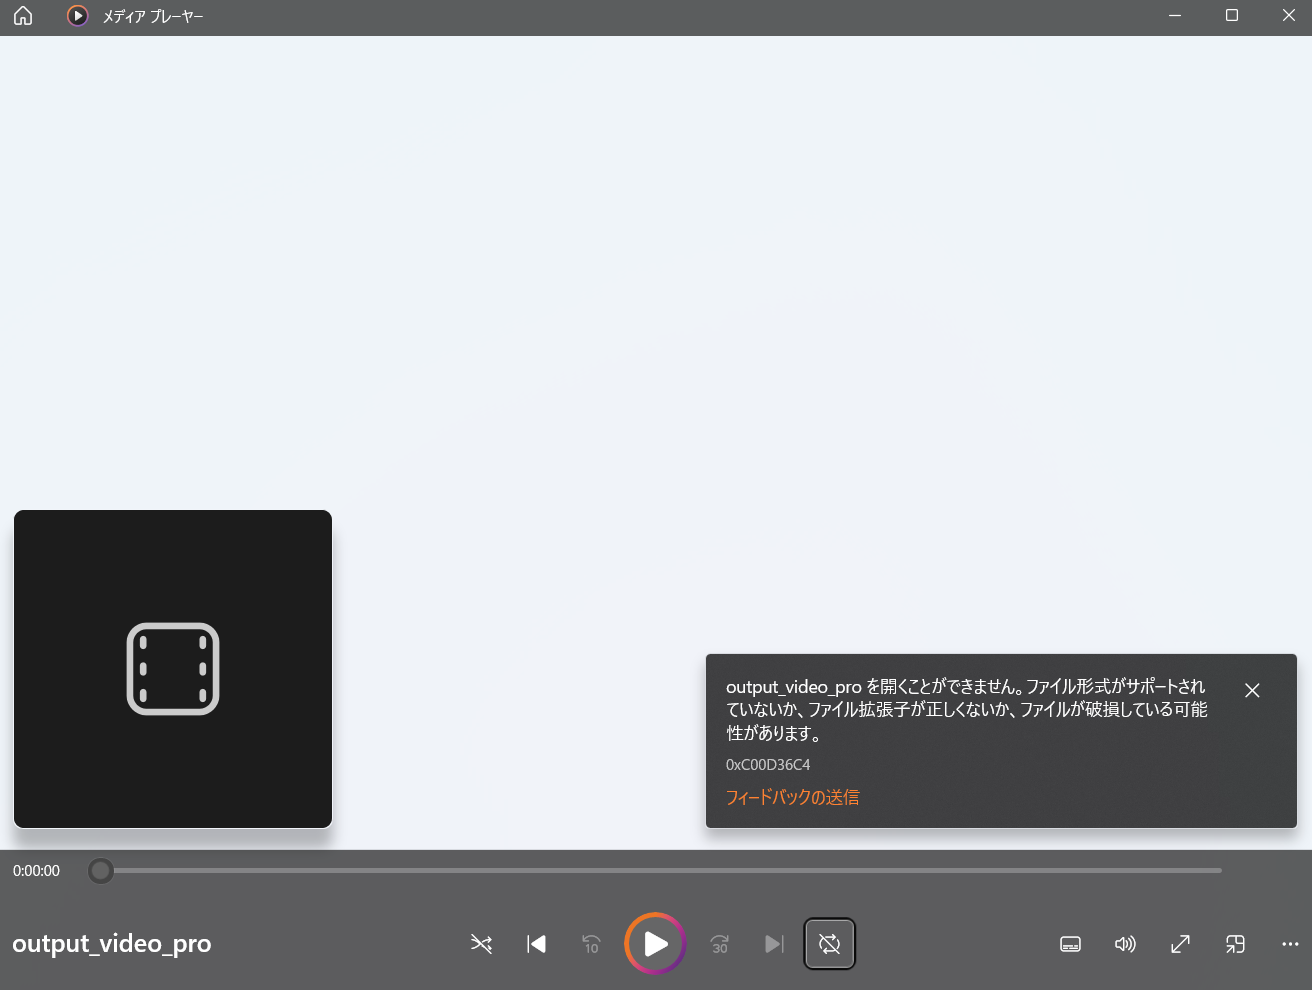 メディア プレーヤー
output_video_pro を開くことができません。ファイル形式がサポートされ
ていないか、ファイル拡張子が正しくないか、ファイルが破損している可能
性があります。
0xC00D36C4
フィードバックの送信
0:00:00
output_video_pro
10
30